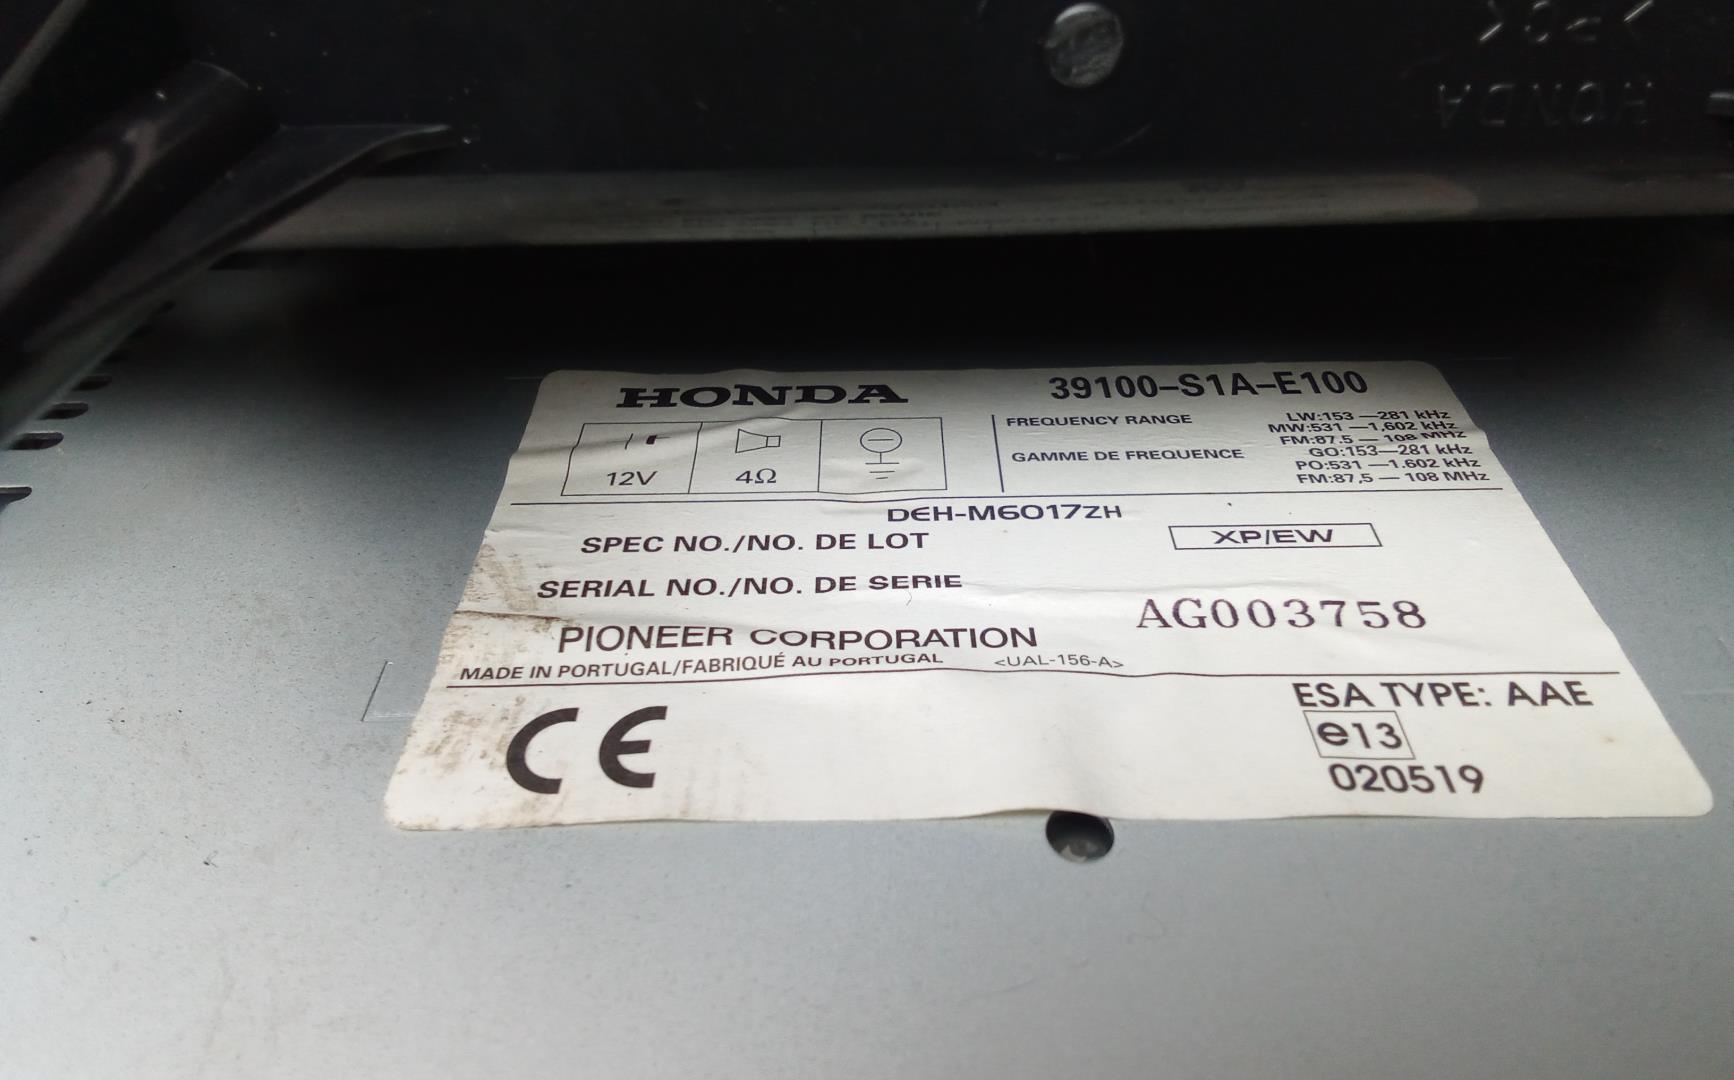 HONDA
HONDA 39100-S1A-E100
FREQUENCY RANGE LW:153 —281 kHz
MW:531 —1,602 kHz
FM:87.5 — 108 MHz
GAMME DE FREQUENCE GO:153—281 kHz
PO:531 —1.602 kHz
FM:87,5 — 108 MHz
12V 4Ω
DEH-M6017ZH
SPEC NO./NO. DE LOT XP/EW
SERIAL NO./NO. DE SERIE AG003758
PIONEER CORPORATION
MADE IN PORTUGAL/FABRIQUÉ AU PORTUGAL <UAL-156-A>
CE
ESA TYPE: AAE
e13
020519